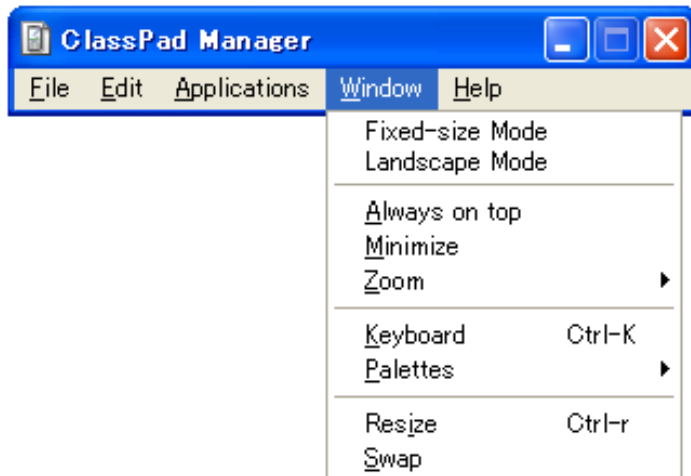 ClassPad Manager
File Edit Applications Window Help
Fixed-size Mode
Landscape Mode
Always on top
Minimize
Zoom
Keyboard Ctrl-K
Palettes
Resize Ctrl-r
Swap